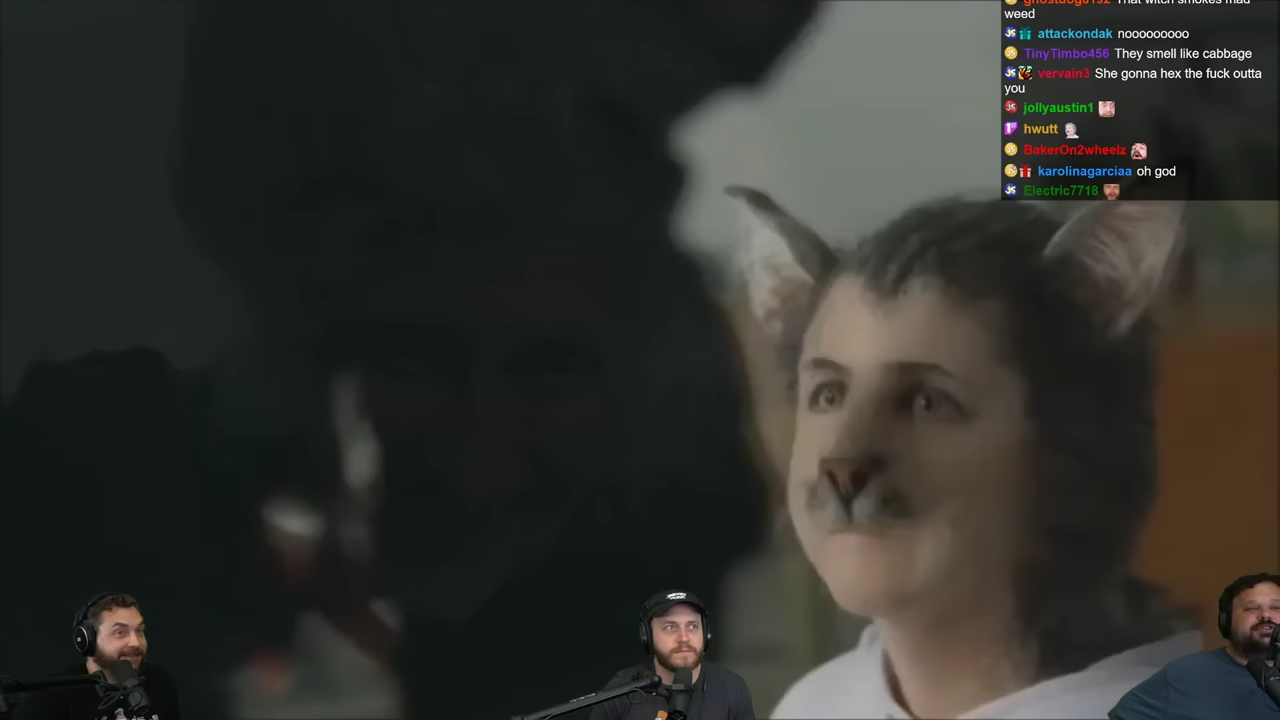 weed
attackondak nooooooooo
TinyTimbo456 They smell like cabbage
vervain3 She gonna hex the fuck outta
you
jollyaustin1
hwutt
BakerOn2wheelz
karolinagarciaa oh god
Electric7718